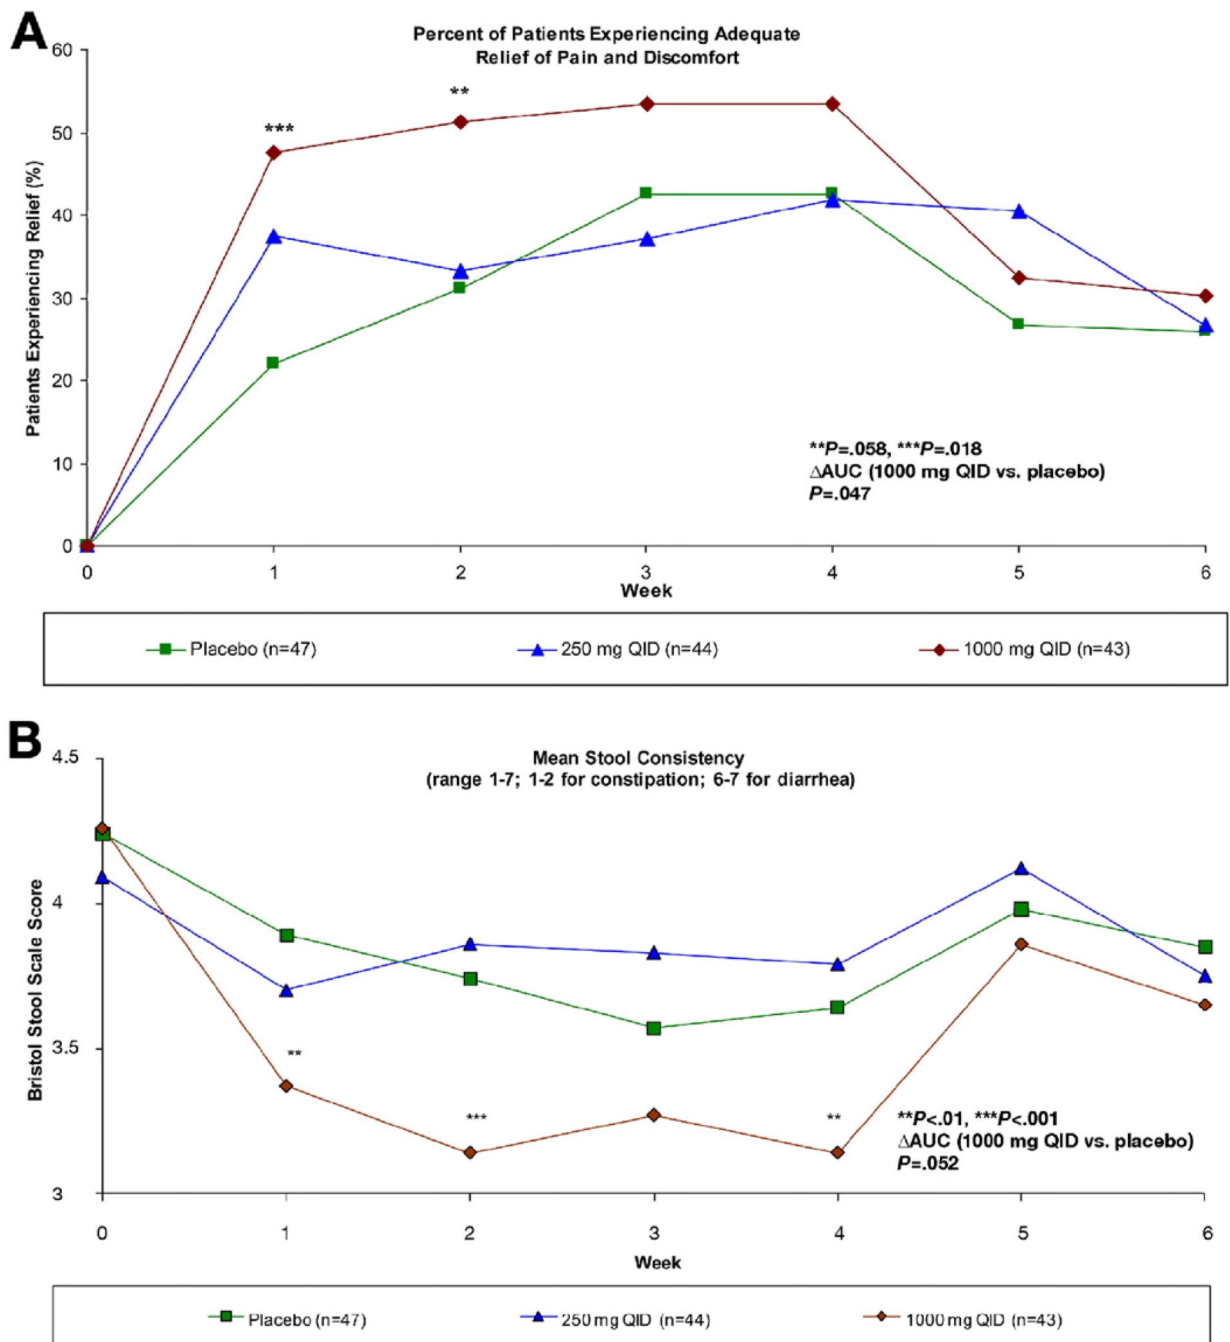 A
Percent of Patients Experiencing Adequate
Relief of Pain and Discomfort
60
50
40
30
20
10
0
Patients Experiencing Relief (%)
***
**
**P=.058, ***P=.018
ΔAUC (1000 mg QID vs. placebo)
P=.047
0 1 2 3 4 5 6
Week
Placebo (n=47) 250 mg QID (n=44) 1000 mg QID (n=43)
B
Mean Stool Consistency
(range 1-7; 1-2 for constipation; 6-7 for diarrhea)
4.5
4
3.5
3
Bristol Stool Scale Score
**
***
**
**P<.01, ***P<.001
ΔAUC (1000 mg QID vs. placebo)
P=.052
0 1 2 3 4 5 6
Week
Placebo (n=47) 250 mg QID (n=44) 1000 mg QID (n=43)